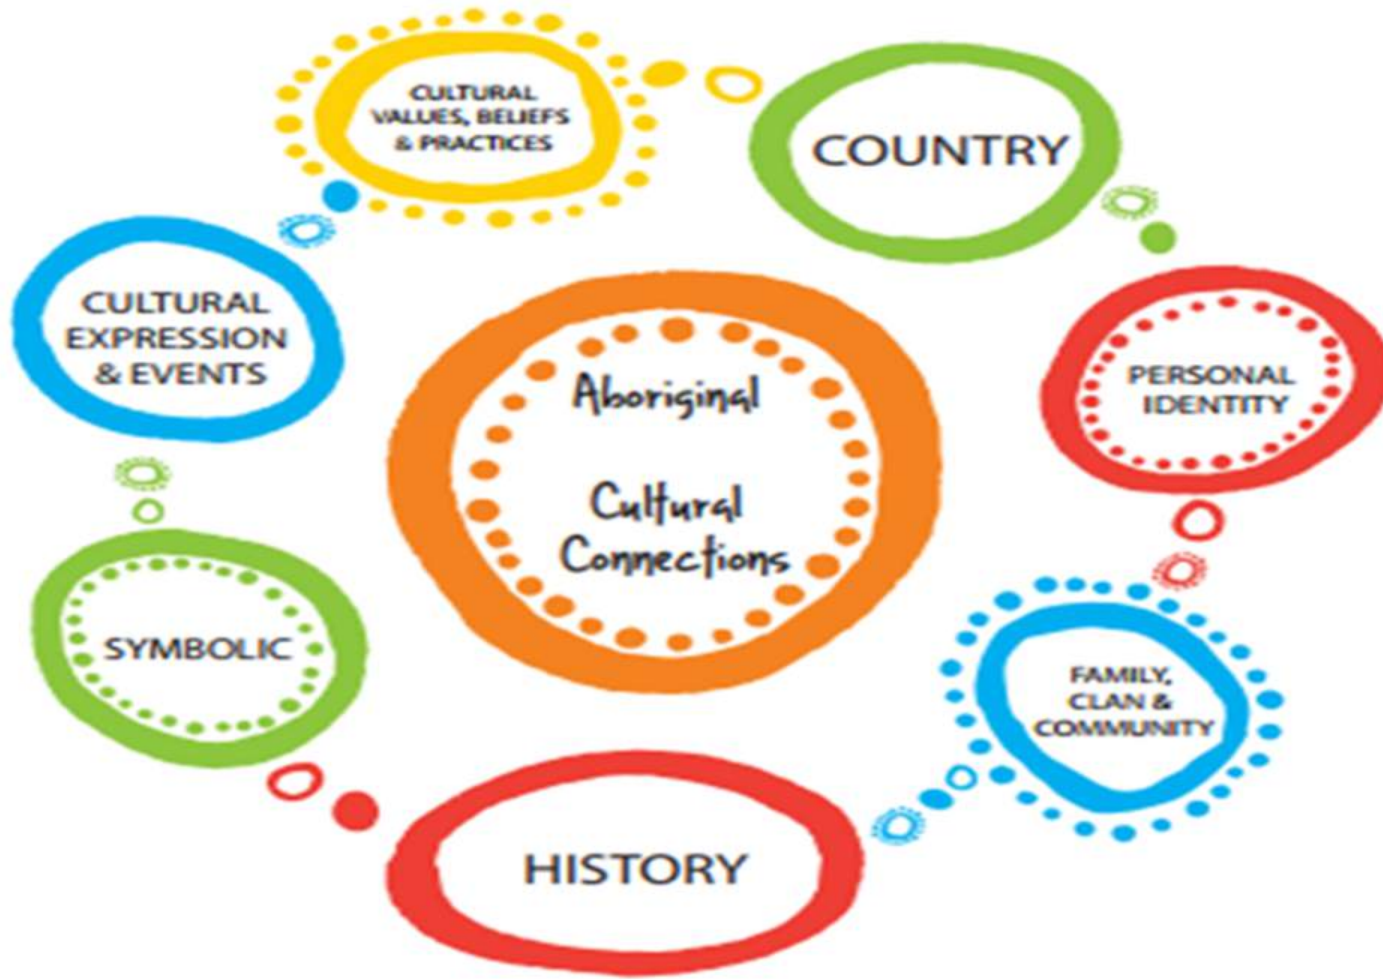 CULTURAL
VALUES, BELIEFS
& PRACTICES
COUNTRY
CULTURAL
EXPRESSION
& EVENTS
Aboriginal
Cultural
Connections
PERSONAL
IDENTITY
SYMBOLIC
FAMILY,
CLAN &
COMMUNITY
HISTORY